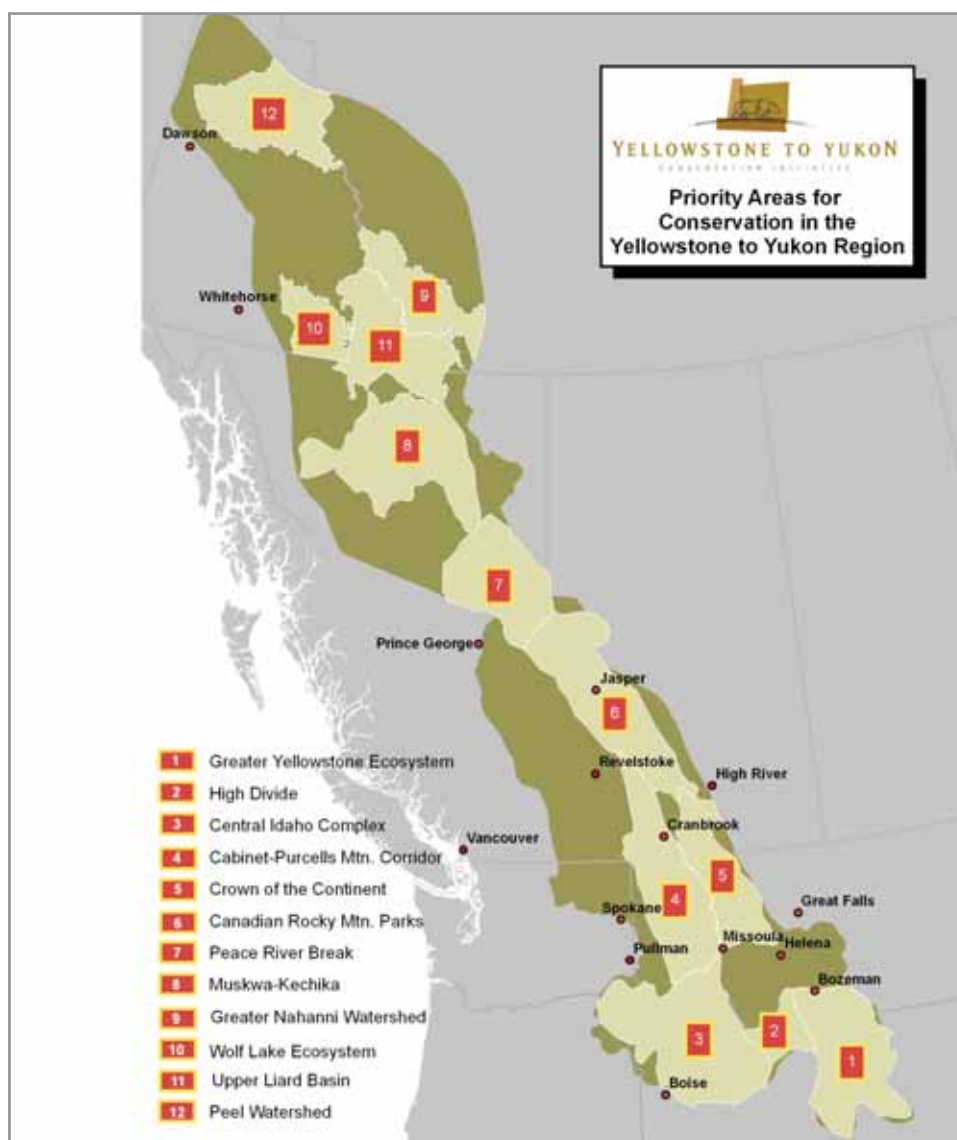 YELLOWSTONE TO YUKON
CONSERVATION INITIATIVE
Priority Areas for
Conservation in the
Yellowstone to Yukon Region
12
Dawson
Whitehorse
9
10
11
8
7
Prince George
Jasper
6
Revelstoke
High River
Cranbrook
Vancouver
5
4
Great Falls
Spokane
Missoula
Helena
Pullman
Bozeman
2
3
1
Boise
1 Greater Yellowstone Ecosystem
2 High Divide
3 Central Idaho Complex
4 Cabinet-Purcells Mtn. Corridor
5 Crown of the Continent
6 Canadian Rocky Mtn. Parks
7 Peace River Break
8 Muskwa-Kechika
9 Greater Nahanni Watershed
10 Wolf Lake Ecosystem
11 Upper Liard Basin
12 Peel Watershed